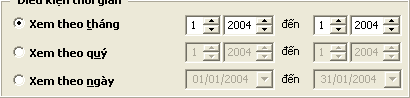 Điều kiện thời gian
Xem theo tháng 1 2004 đến 1 2004
Xem theo quý 1 2004 đến 1 2004
Xem theo ngày 01/01/2004 đến 31/01/2004